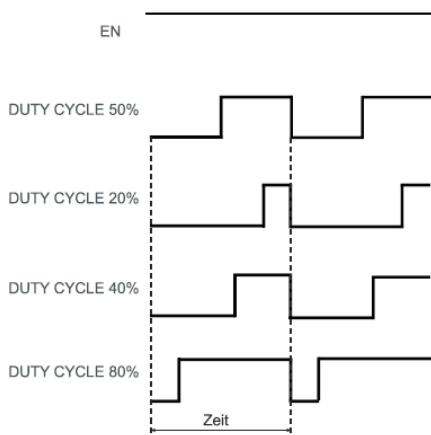 EN
DUTY CYCLE 50%
DUTY CYCLE 20%
DUTY CYCLE 40%
DUTY CYCLE 80%
Zeit